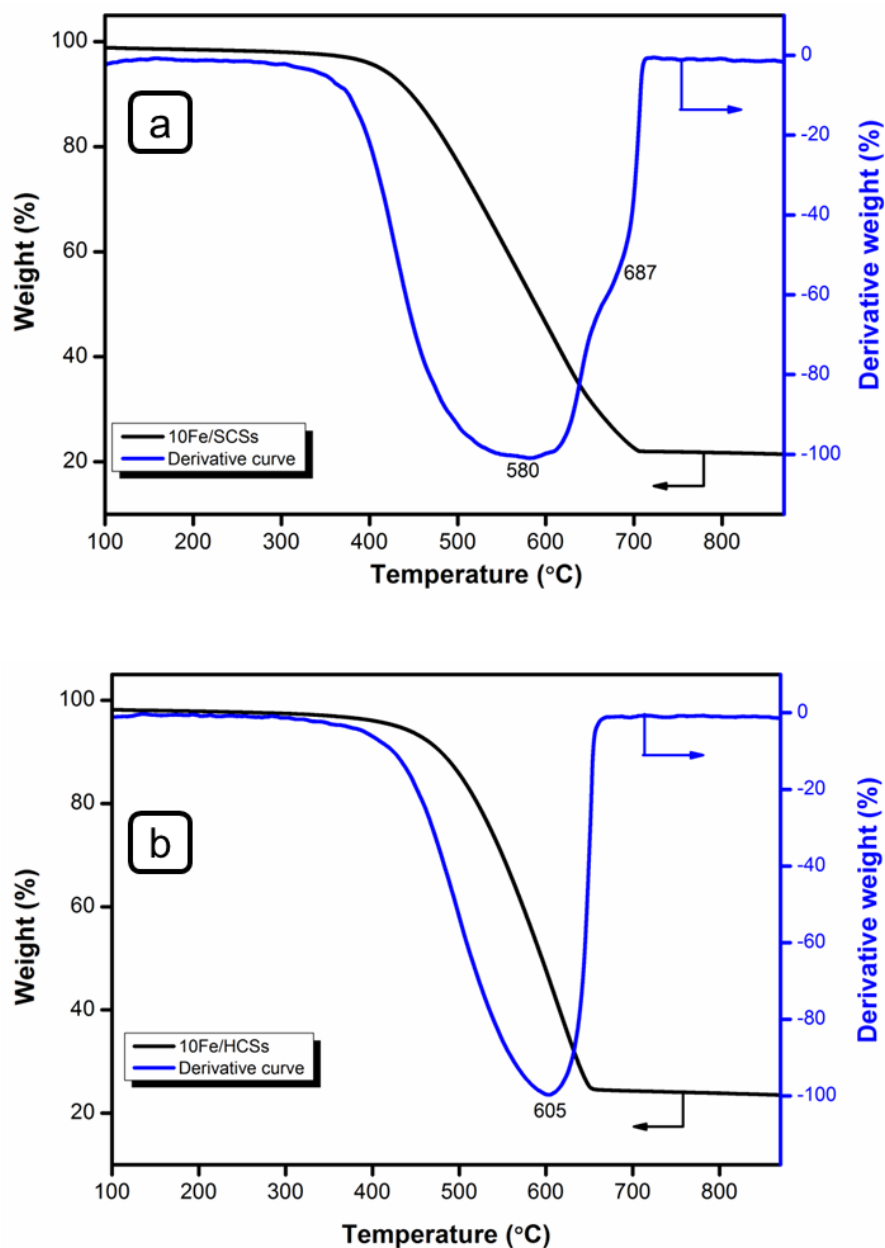 a
100
80
60
40
20
Weight (%)
0
-20
-40
-60
-80
-100
Derivative weight (%)
687
580
10Fe/SCSs
Derivative curve
100 200 300 400 500 600 700 800
Temperature (°C)
b
100
80
60
40
20
Weight (%)
0
-20
-40
-60
-80
-100
Derivative weight (%)
605
10Fe/HCSs
Derivative curve
100 200 300 400 500 600 700 800
Temperature (°C)